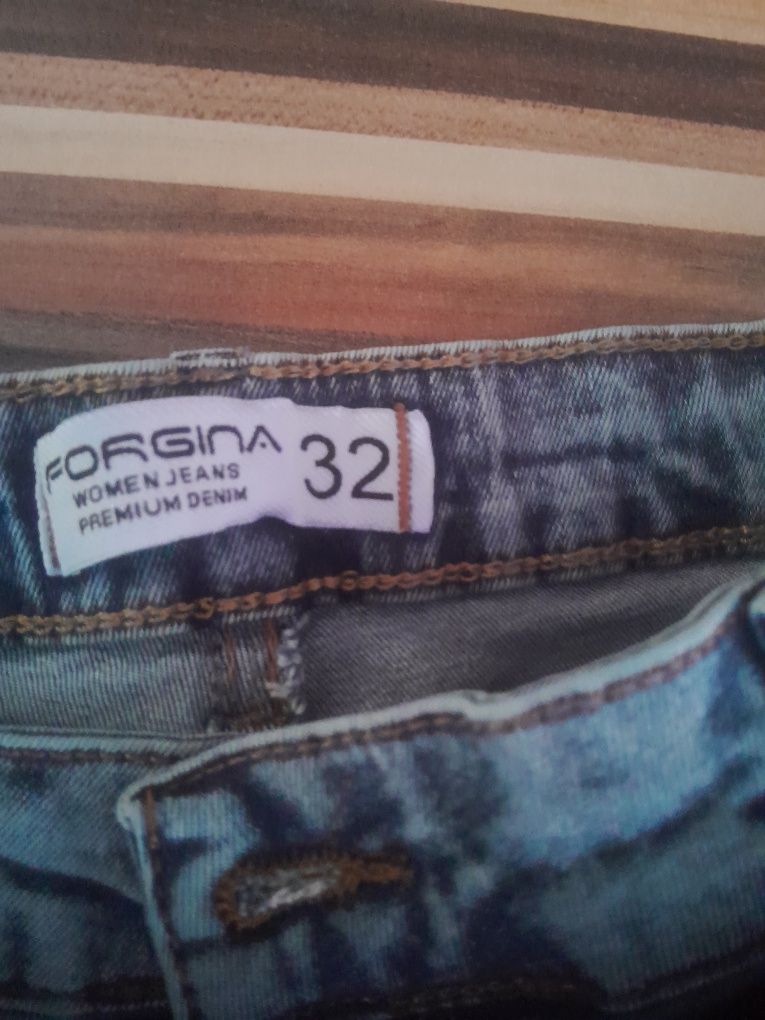 FORGINA
WOMEN JEANS
PREMIUM DENIM
32